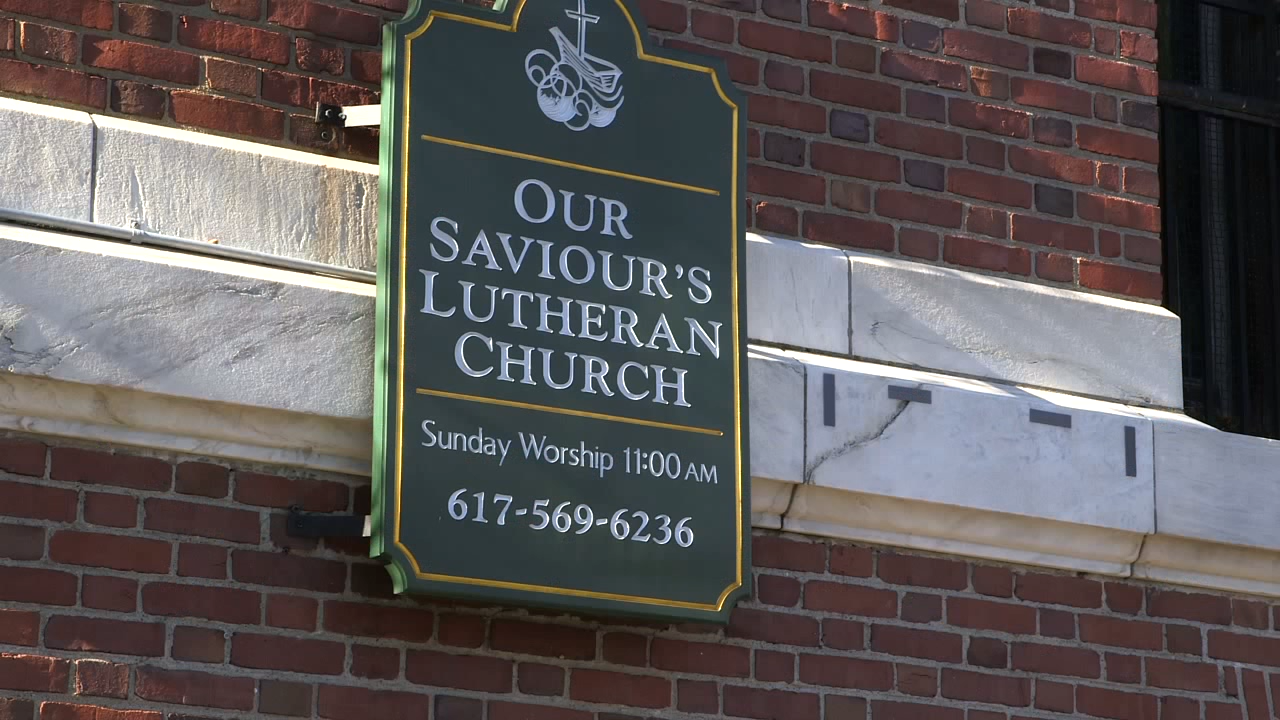 OUR
SAVIOUR'S
LUTHERAN
CHURCH
Sunday Worship 11:00 AM
617-569-6236